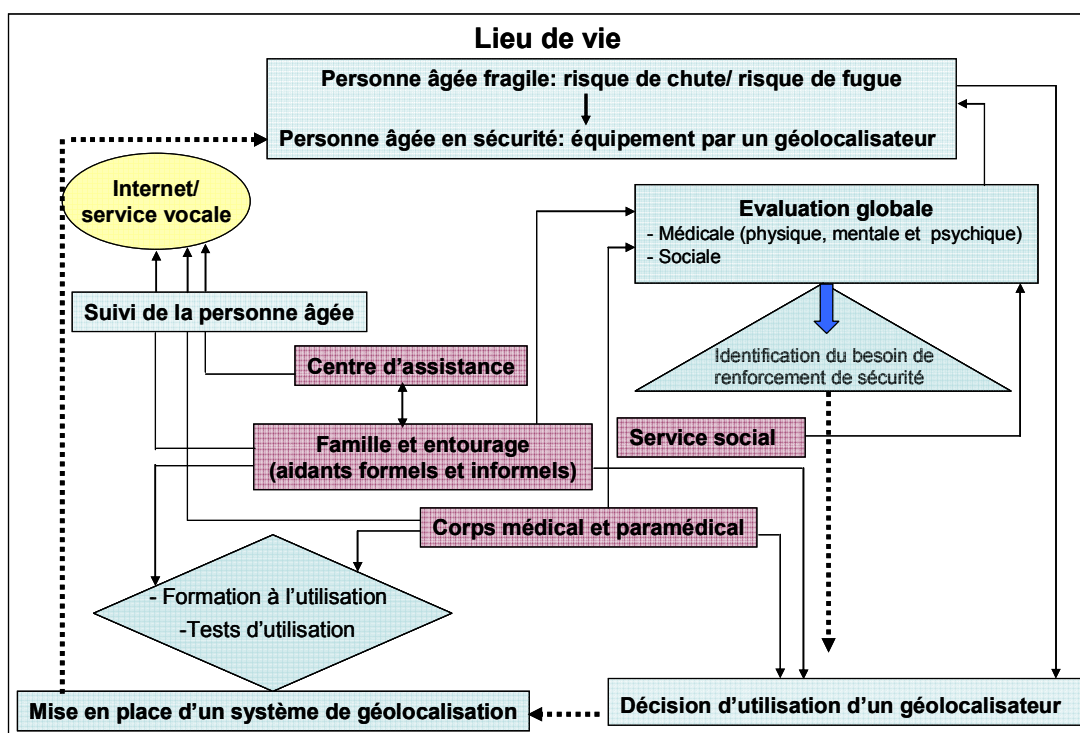 Lieu de vie
Personne âgée fragile: risque de chute/ risque de fugue
Personne âgée en sécurité: équipement par un géolocalisateur
Internet/
service vocale
Evaluation globale
- Médicale (physique, mentale et psychique)
- Sociale
Suivi de la personne âgée
Identification du besoin de
renforcement de sécurité
Centre d'assistance
Famille et entourage
(aidants formels et informels)
Service social
Corps médical et paramédical
- Formation à l'utilisation
-Tests d'utilisation
Mise en place d'un système de géolocalisation
Décision d'utilisation d'un géolocalisateur